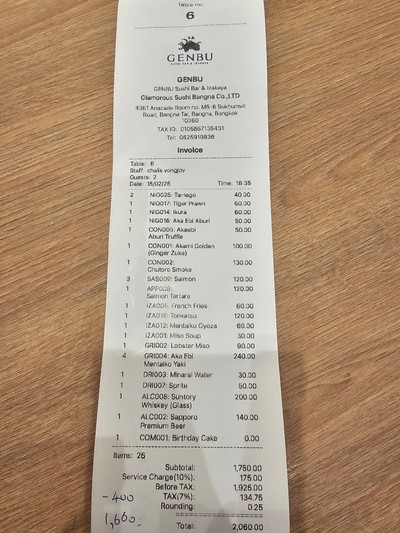 Table no.
6
GENBU
SUSHI BAR & IZAKAYA
GENBU
GENBU Sushi Bar & Izakaya
Glamorous Sushi Bangna Co.,LTD
4361 Anacade Room no. M5-6 Sukhumvit
Road, Bangna Tai, Bangna, Bangkok
10260
TAX ID: 0105567135431
Tel: 0825919836
Invoice
Table: 6
Staff: chalis vongjoy
Guests: 2
Date: 15/02/25 Time: 18:35
2 NIG025: Tamago 40.00
1 NIG017: Tiger Prawn 60.00
1 NIG014: Ikura 60.00
1 NIG016: Aka Ebi Aburi 50.00
1 CON005: Akaebi 50.00
Aburi Truffle
1 CON001: Akami Golden 100.00
(Ginger Zuke)
1 CON002: 130.00
Chutoro Smoke
3 SAS009: Salmon 120.00
1 APP008: 120.00
Salmon Tartare
1 IZA005: French Fries 60.00
1 IZA015: Tonkatsu 120.00
1 IZA012: Mentaiko Gyoza 60.00
1 IZA001: Miso Soup 30.00
1 GRI002: Lobster Miso 90.00
4 GRI004: Aka Ebi 240.00
Mentaiko Yaki
1 DRI003: Minaral Water 30.00
1 DRI007: Sprite 50.00
1 ALC008: Suntory 200.00
Whiskey (Glass)
1 ALC002: Sapporo 140.00
Premium Beer
1 COM001: Birthday Cake 0.00
Items: 26
Subtotal: 1,750.00
Service Charge(10%): 175.00
Before TAX: 1,925.00
TAX(7%): 134.75
Rounding: 0.25
Total: 2,060.00
-400
1,660.